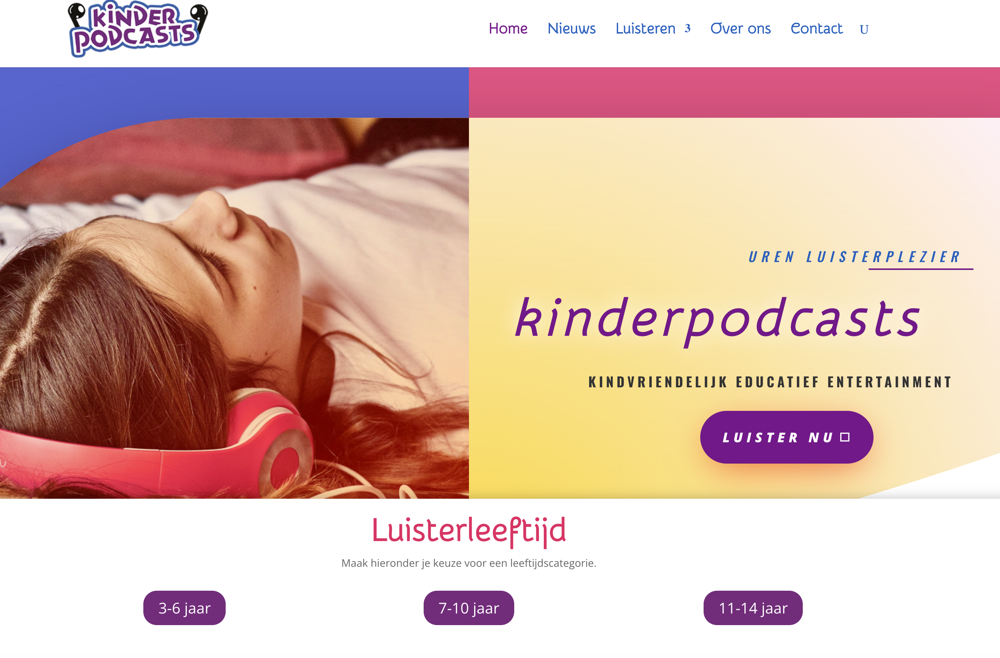 KINDER
PODCASTS
Home Nieuws Luisteren 3 Over ons Contact U
UREN LUISTERPLEZIER
kinderpodcasts
KINDVRIENDELIJK EDUCATIEF ENTERTAINMENT
LUISTER NU
Luisterleeftijd
Maak hieronder je keuze voor een leeftijdscategorie.
3-6 jaar 7-10 jaar 11-14 jaar